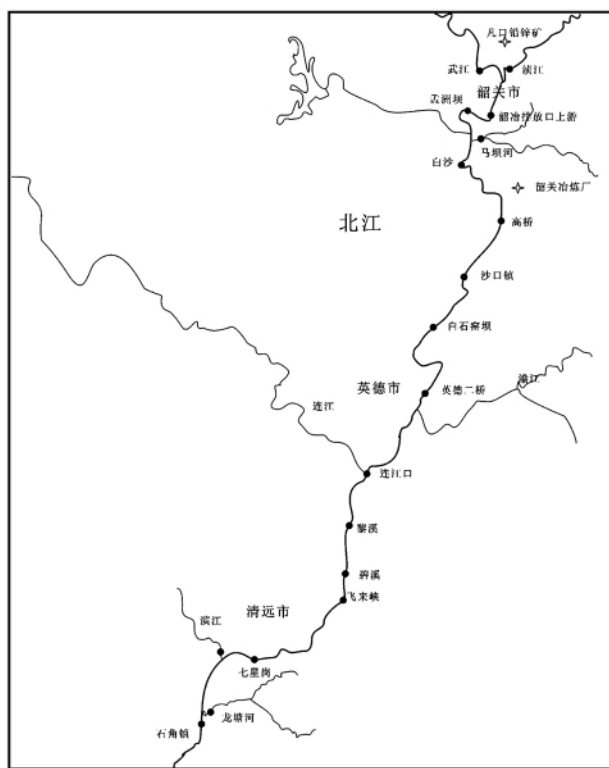 凡口铅锌矿
武江
浈江
韶关市
孟洲坝
韶冶排放口上游
马坝河
白沙
韶关冶炼厂
北江
高桥
沙口镇
白石窑坝
滃江
英德市
英德二桥
连江
连江口
黎溪
碧溪
飞来峡
清远市
滨江
七星岗
龙塘河
石角镇